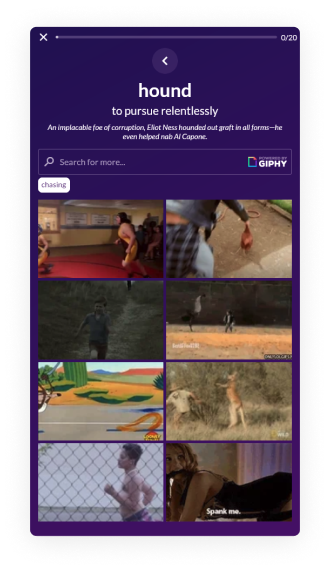 0/20
hound
to pursue relentlessly
An implacable foe of corruption, Eliot Ness hounded out graft in all forms—he
even helped nab Al Capone.
Search for more...
POWERED BY
GIPHY
chasing
Spank me.